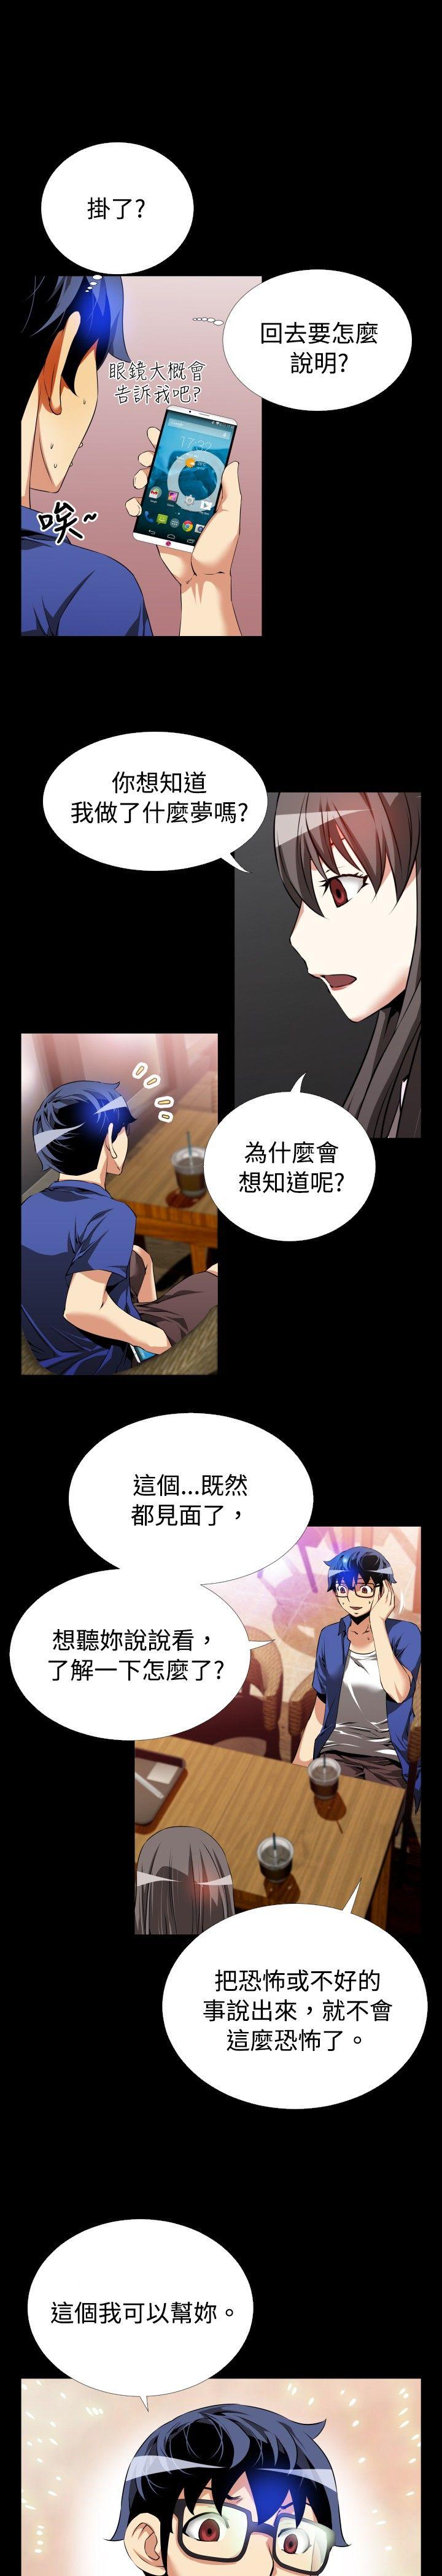 掛了?
回去要怎麼
說明?
眼鏡大概會
告訴我吧?
17:32
唉~
你想知道
我做了什麼夢嗎?
為什麼會
想知道呢?
這個…既然
都見面了，
想聽妳說說看，
了解一下怎麼了?
把恐怖或不好的
事說出來，就不會
這麼恐怖了。
這個我可以幫妳。